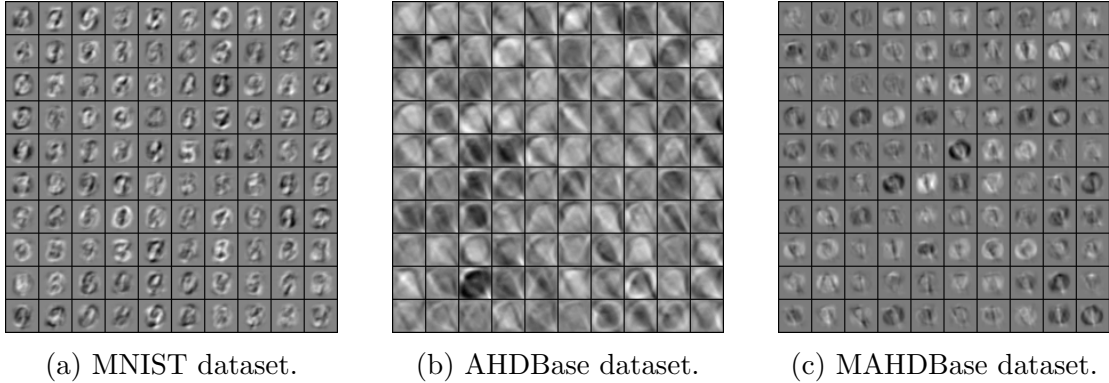 (a) MNIST dataset.
(b) AHDBase dataset.
(c) MAHDBase dataset.